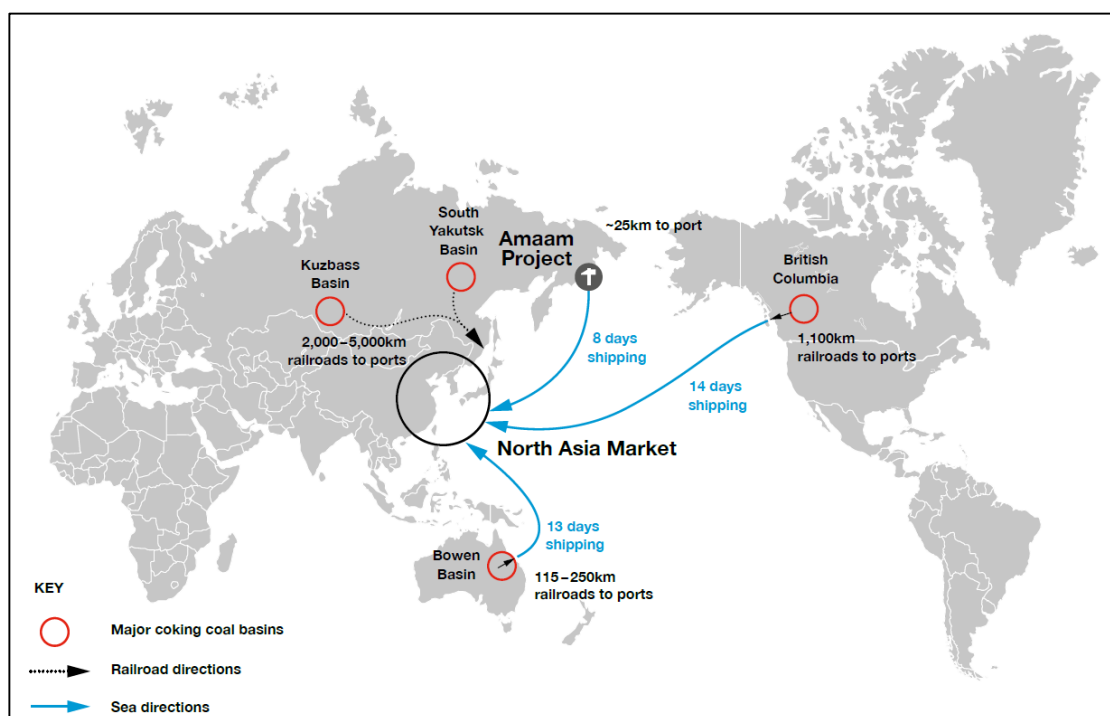 South
Yakutsk
Basin
Amaam
Project
~25km to port
Kuzbass
Basin
British
Columbia
2,000–5,000km
railroads to ports
8 days
shipping
1,100km
railroads to ports
14 days
shipping
North Asia Market
13 days
shipping
Bowen
Basin
115–250km
railroads to ports
KEY
Major coking coal basins
Railroad directions
Sea directions